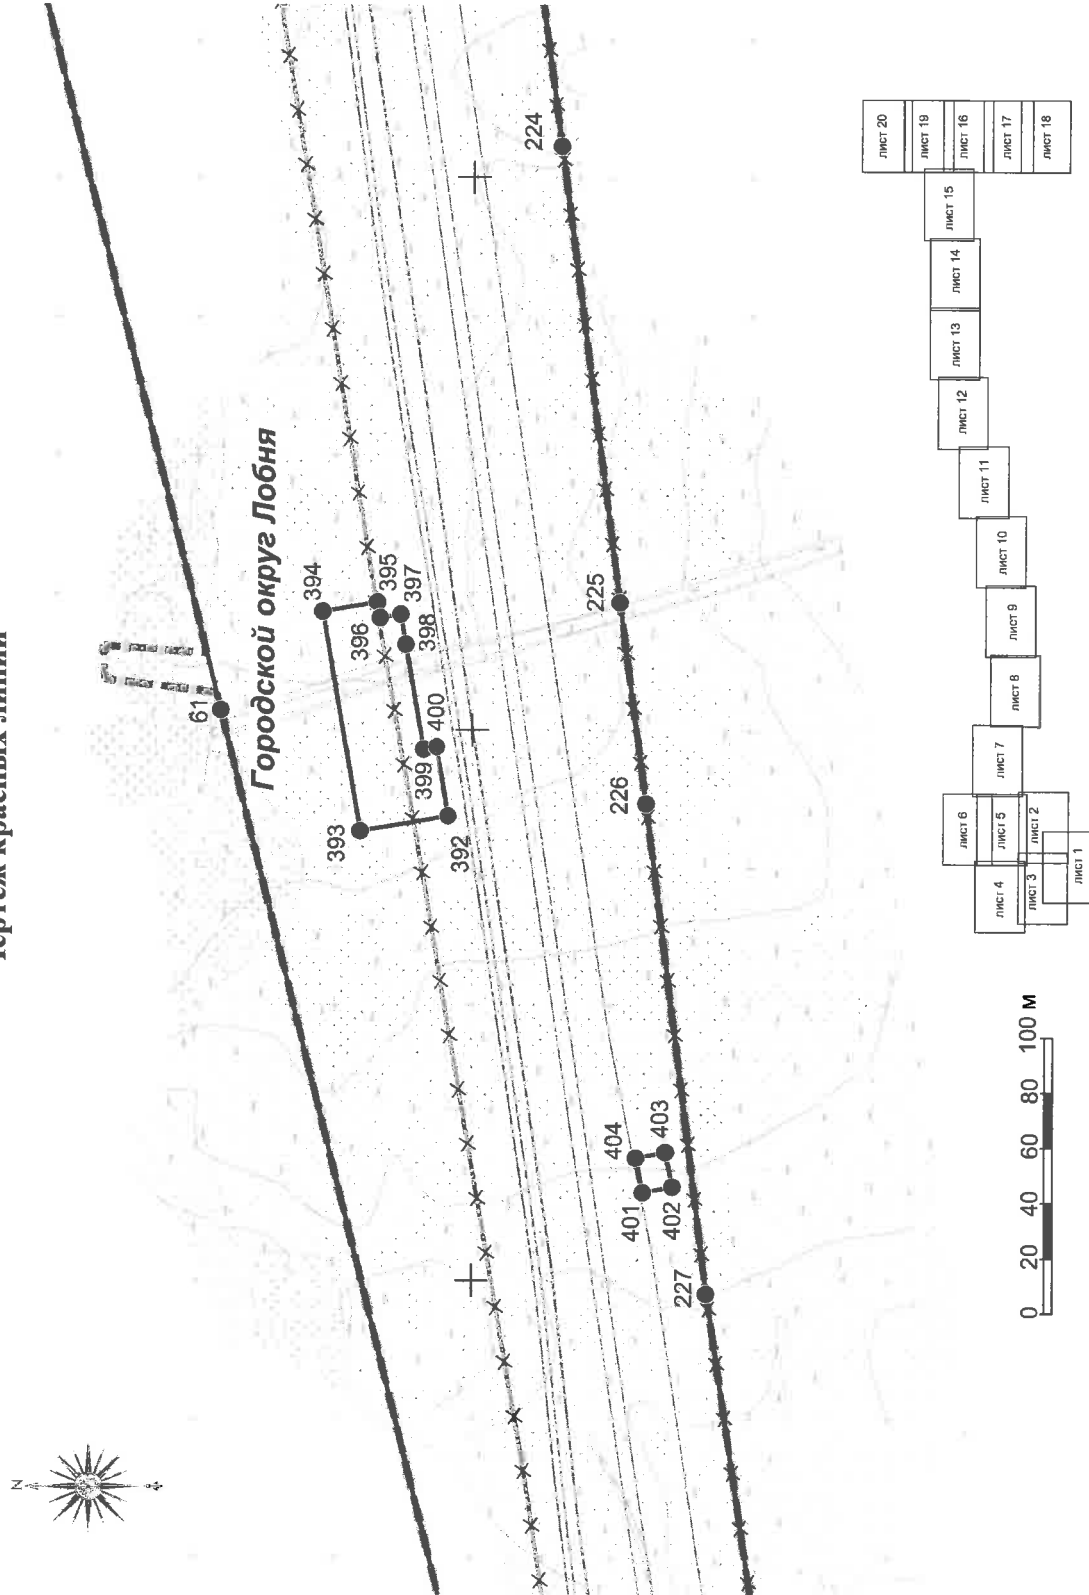 Чертеж красных линий
N
61
Городской округ Лобня
393
394
395
396
397
398
399
400
392
224
225
226
227
401
404
402
403
0 20 40 60 80 100 м
лист 4
лист 3
лист 1
лист 6
лист 5
лист 2
лист 7
лист 8
лист 9
лист 10
лист 11
лист 12
лист 13
лист 14
лист 15
лист 20
лист 19
лист 16
лист 17
лист 18